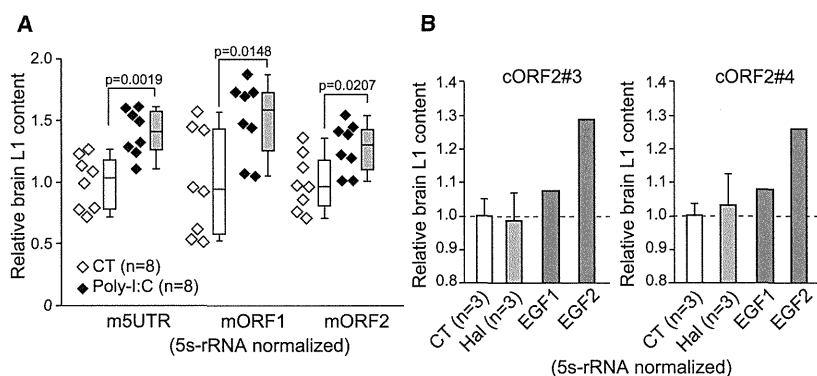 A
Relative brain L1 content
2.0
1.5
1.0
0.5
0
p=0.0019
p=0.0148
p=0.0207
CT (n=8)
Poly-I:C (n=8)
m5UTR mORF1 mORF2
(5s-rRNA normalized)
B
cORF2#3
Relative brain L1 content
1.4
1.3
1.2
1.1
1.0
0.9
0.8
CT (n=3) Hal (n=3) EGF1 EGF2
cORF2#4
Relative brain L1 content
1.4
1.3
1.2
1.1
1.0
0.9
0.8
CT (n=3) Hal (n=3) EGF1 EGF2
(5s-rRNA normalized)